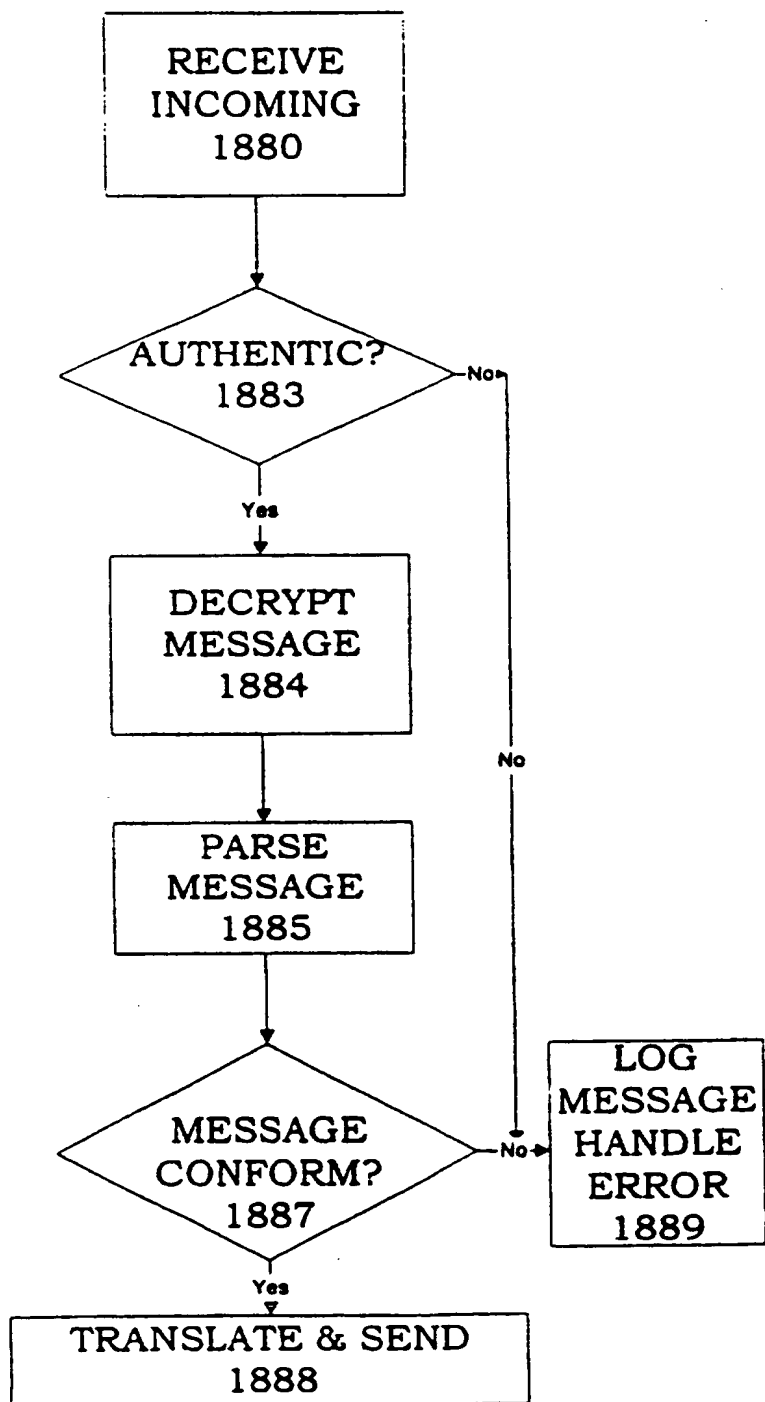 RECEIVE
INCOMING
1880
AUTHENTIC?
1883
No
Yes
DECRYPT
MESSAGE
1884
No
PARSE
MESSAGE
1885
MESSAGE
CONFORM?
1887
No
LOG
MESSAGE
HANDLE
ERROR
1889
Yes
TRANSLATE & SEND
1888